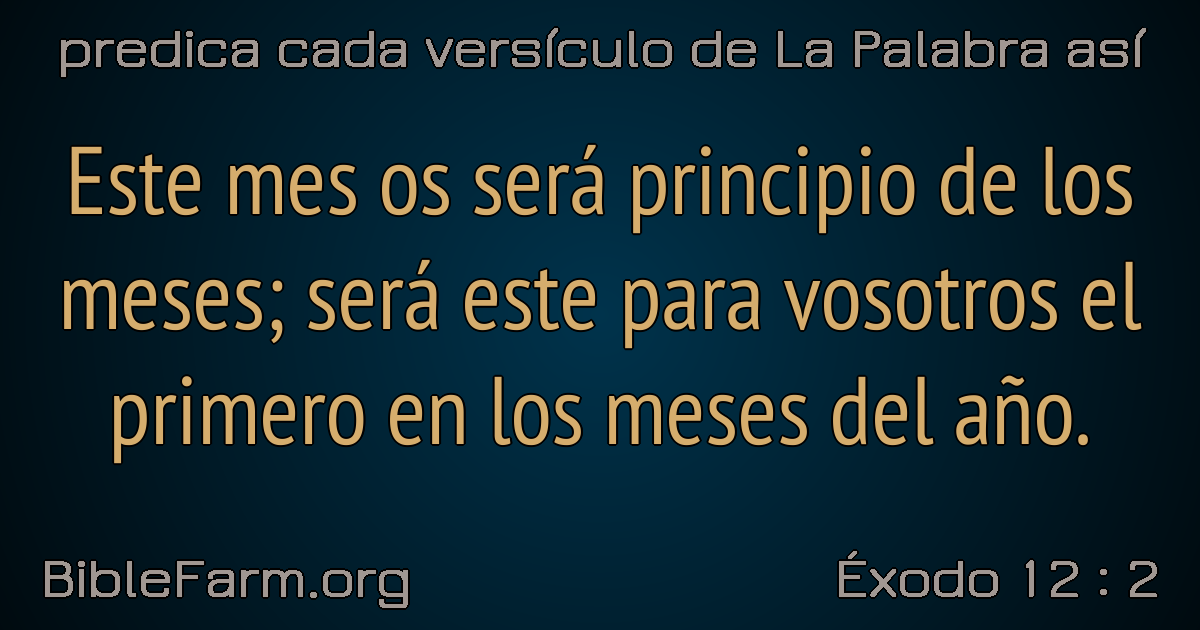 predica cada versículo de La Palabra así
Este mes os será principio de los
meses; será este para vosotros el
primero en los meses del año.
BibleFarm.org
Éxodo 12 : 2